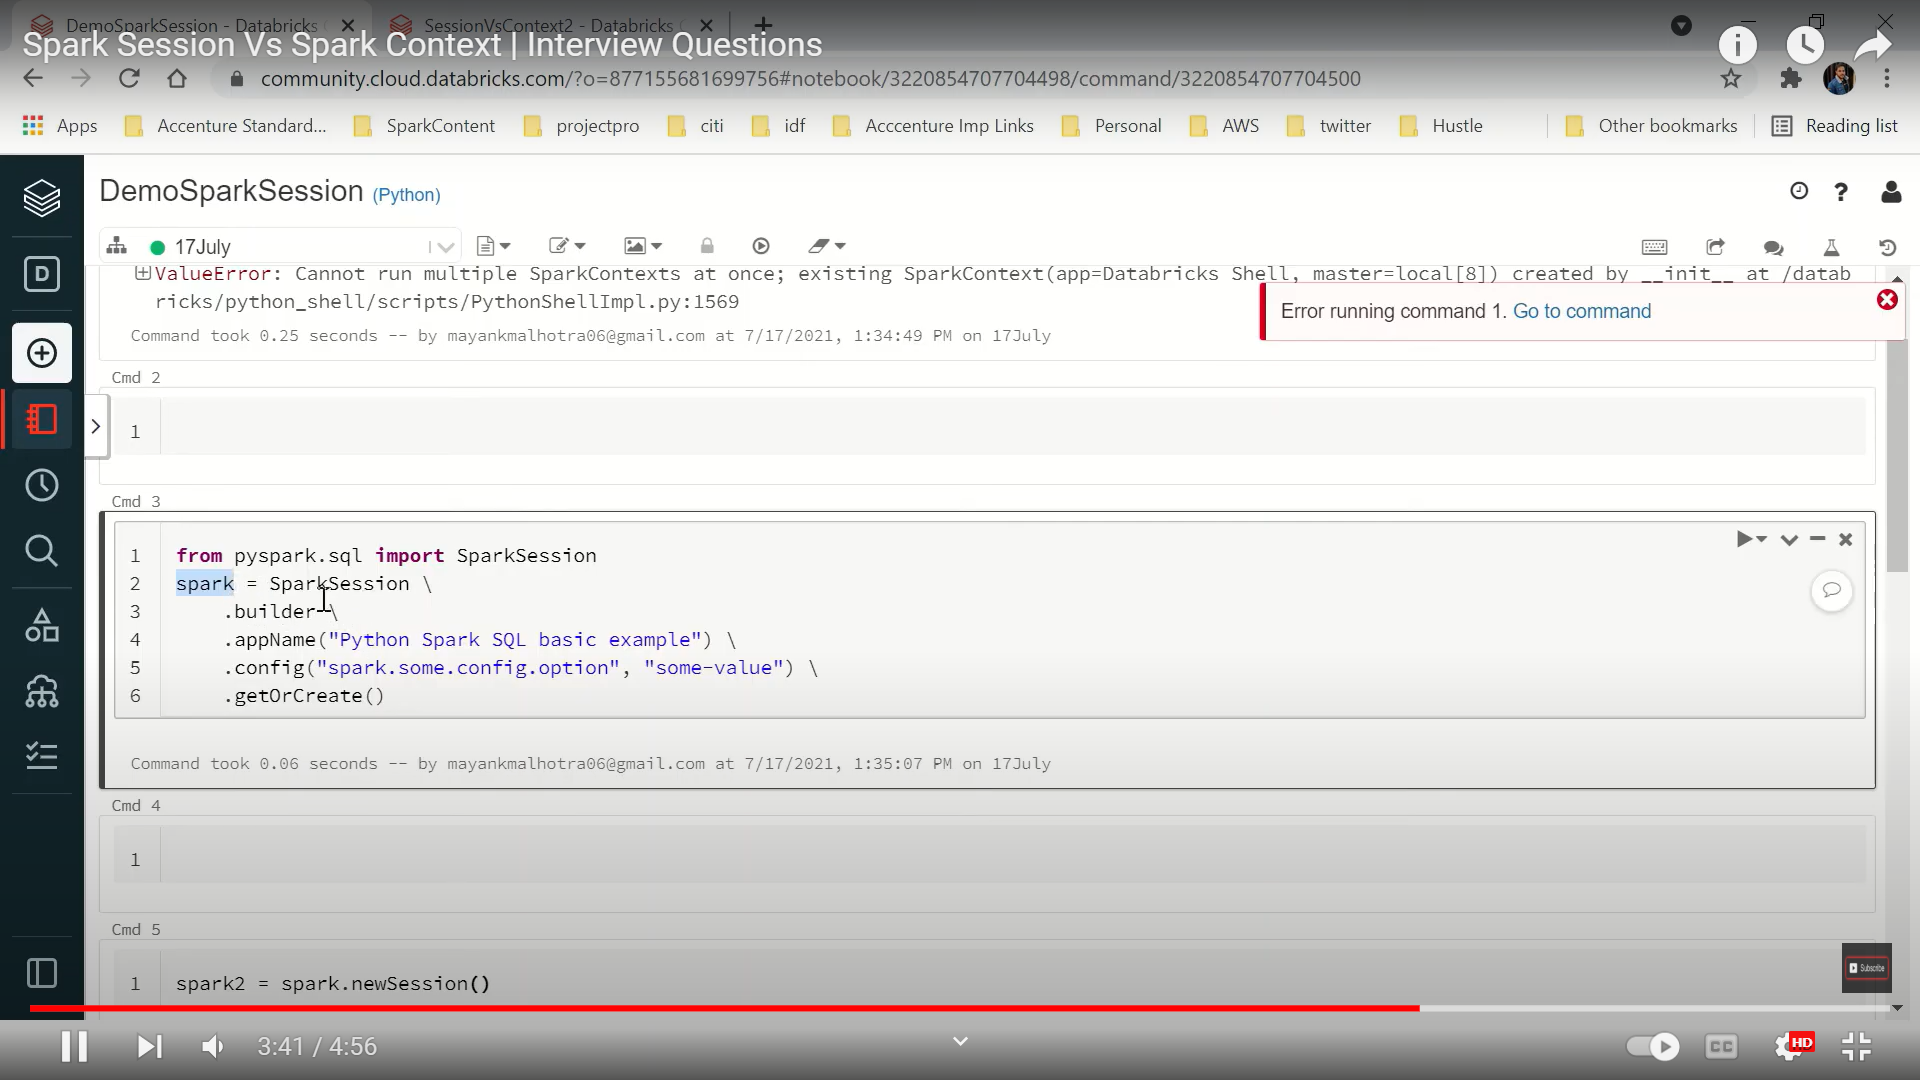 DemoSparkSession - Databricks
SessionVsContext2 - Databricks
Spark Session Vs Spark Context | Interview Questions
community.cloud.databricks.com/?o=877155681699756#notebook/3220854707704498/command/3220854707704500
Apps Accenture Standard... SparkContent projectpro citi idf Acccenture Imp Links Personal AWS twitter Hustle Other bookmarks Reading list
DemoSparkSession (Python)
?
D
17July
ValueError: Cannot run multiple SparkContexts at once; existing SparkContext(app=Databricks Shell, master=local[8]) created by __init__ at /datab
ricks/python_shell/scripts/PythonShellImpl.py:1569
Error running command 1. Go to command
Command took 0.25 seconds -- by mayankmalhotra06@gmail.com at 7/17/2021, 1:34:49 PM on 17July
Cmd 2
1
Cmd 3
1 from pyspark.sql import SparkSession
2 spark = SparkSession \
3 .builder \
4 .appName("Python Spark SQL basic example") \
5 .config("spark.some.config.option", "some-value") \
6 .getOrCreate()
Command took 0.06 seconds -- by mayankmalhotra06@gmail.com at 7/17/2021, 1:35:07 PM on 17July
Cmd 4
1
Cmd 5
1 spark2 = spark.newSession()
Subscribe
3:41 / 4:56
CC
HD